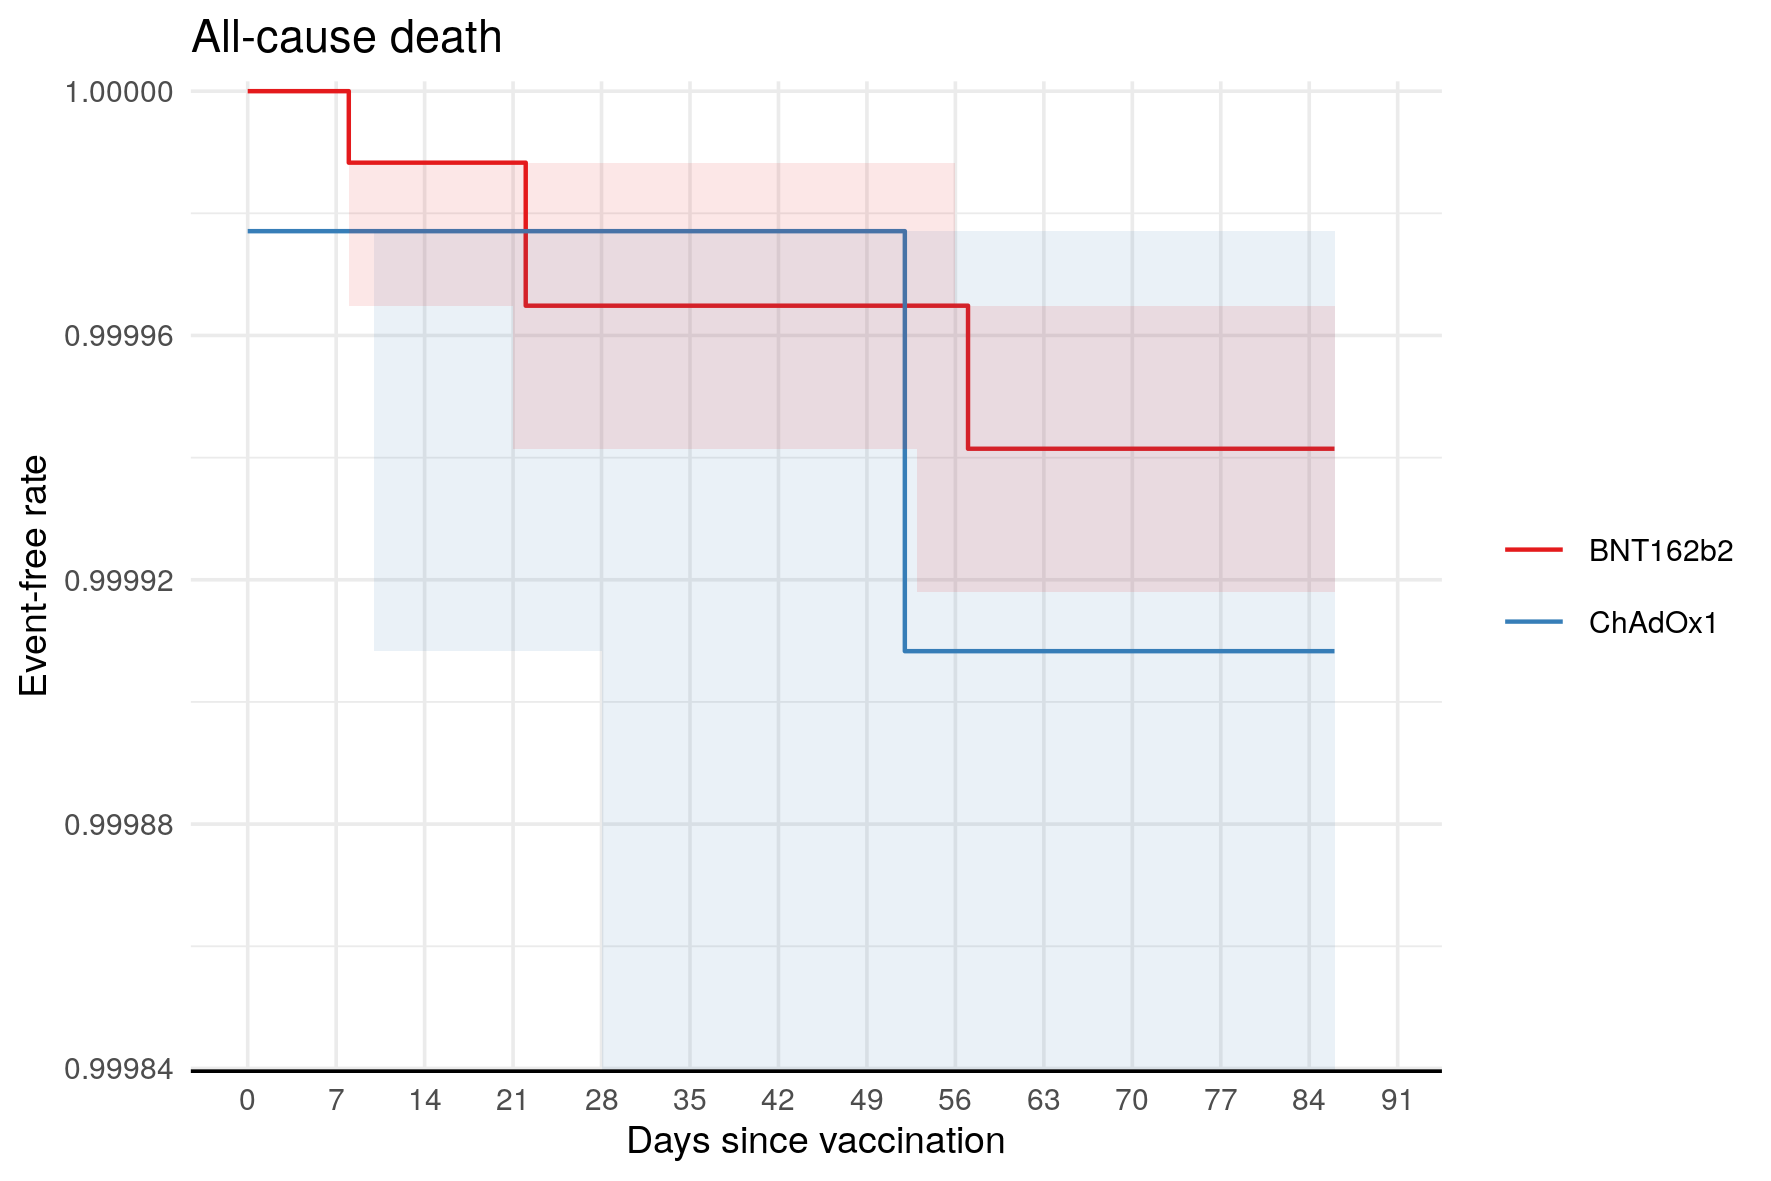 All-cause death
1.00000
0.99996
0.99992
0.99988
0.99984
Event-free rate
0 7 14 21 28 35 42 49 56 63 70 77 84 91
Days since vaccination
BNT162b2
ChAdOx1